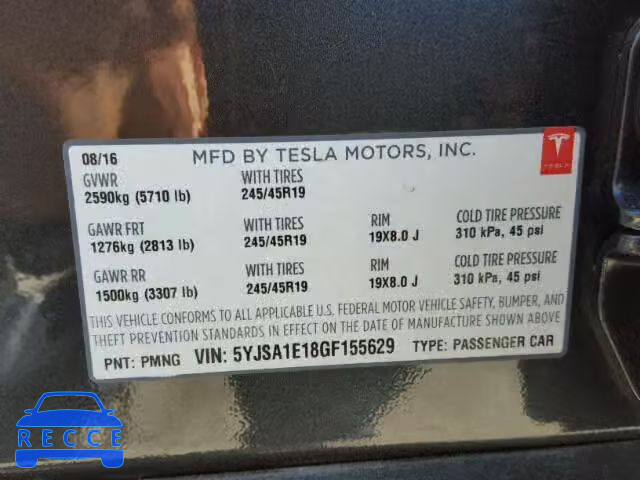 08/16 MFD BY TESLA MOTORS, INC.
GVWR WITH TIRES
2590kg (5710 lb) 245/45R19
GAWR FRT WITH TIRES RIM COLD TIRE PRESSURE
1276kg (2813 lb) 245/45R19 19X8.0 J 310 kPa, 45 psi
GAWR RR WITH TIRES RIM COLD TIRE PRESSURE
1500kg (3307 lb) 245/45R19 19X8.0 J 310 kPa, 45 psi
THIS VEHICLE CONFORMS TO ALL APPLICABLE U.S. FEDERAL MOTOR VEHICLE SAFETY, BUMPER, AND
THEFT PREVENTION STANDARDS IN EFFECT ON THE DATE OF MANUFACTURE SHOWN ABOVE.
PNT: PMNG VIN: 5YJSA1E18GF155629 TYPE: PASSENGER CAR
TESLA
RECCE